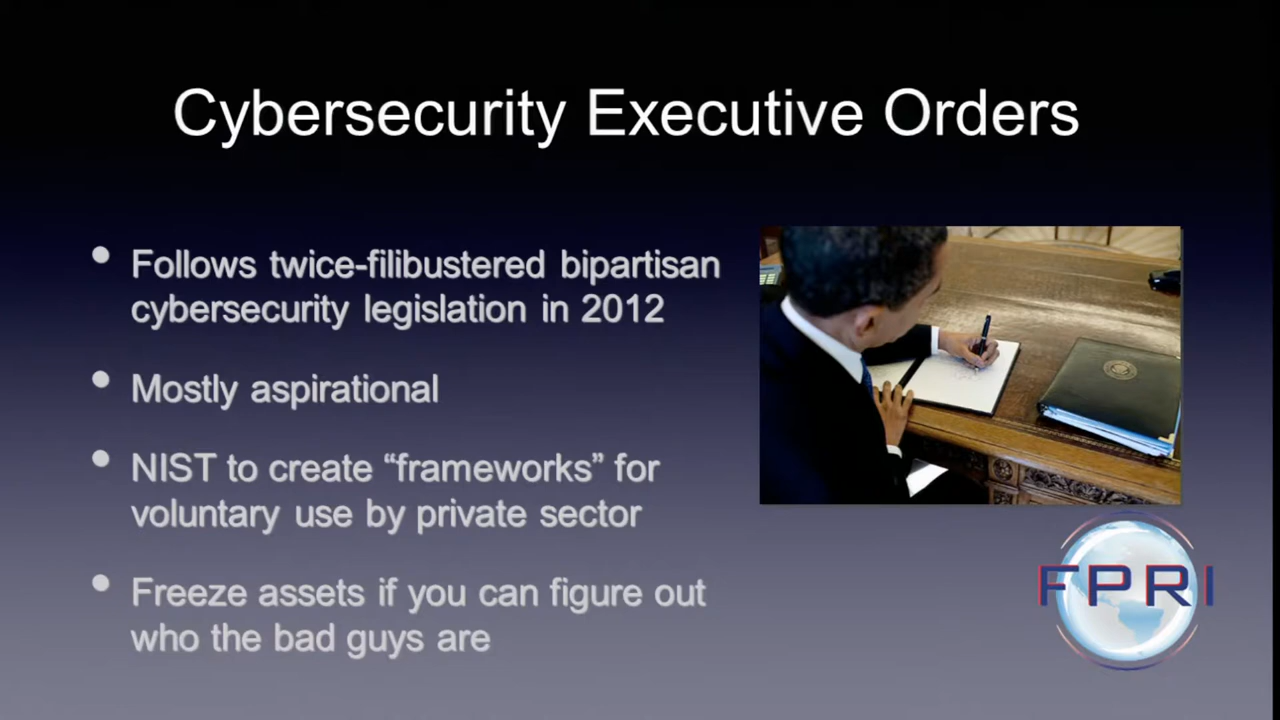 Cybersecurity Executive Orders
• Follows twice-filibustered bipartisan
cybersecurity legislation in 2012
• Mostly aspirational
• NIST to create “frameworks” for
voluntary use by private sector
• Freeze assets if you can figure out
who the bad guys are
FPRI